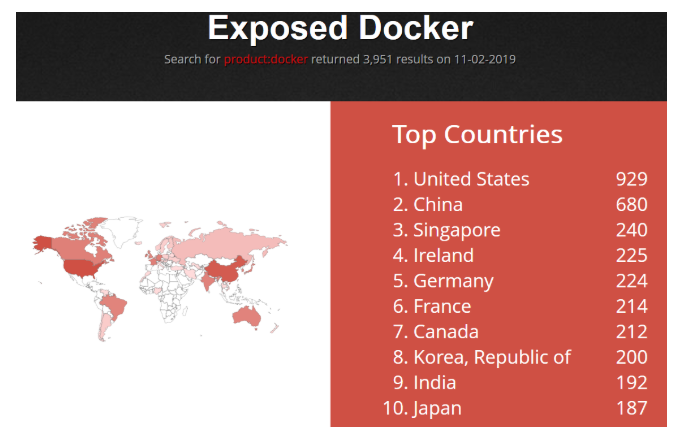 Exposed Docker
Search for product:docker returned 3,951 results on 11-02-2019
Top Countries
1. United States 929
2. China 680
3. Singapore 240
4. Ireland 225
5. Germany 224
6. France 214
7. Canada 212
8. Korea, Republic of 200
9. India 192
10. Japan 187